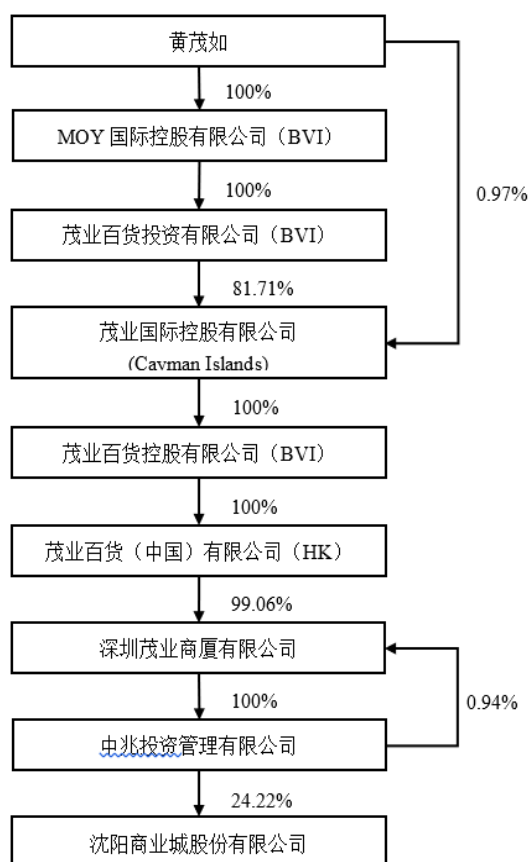 黄茂如
100%
MOY 国际控股有限公司（BVI）
100%
0.97%
茂业百货投资有限公司（BVI）
81.71%
茂业国际控股有限公司
(Cayman Islands)
100%
茂业百货控股有限公司（BVI）
100%
茂业百货（中国）有限公司（HK）
99.06%
深圳茂业商厦有限公司
100%
0.94%
中兆投资管理有限公司
24.22%
沈阳商业城股份有限公司